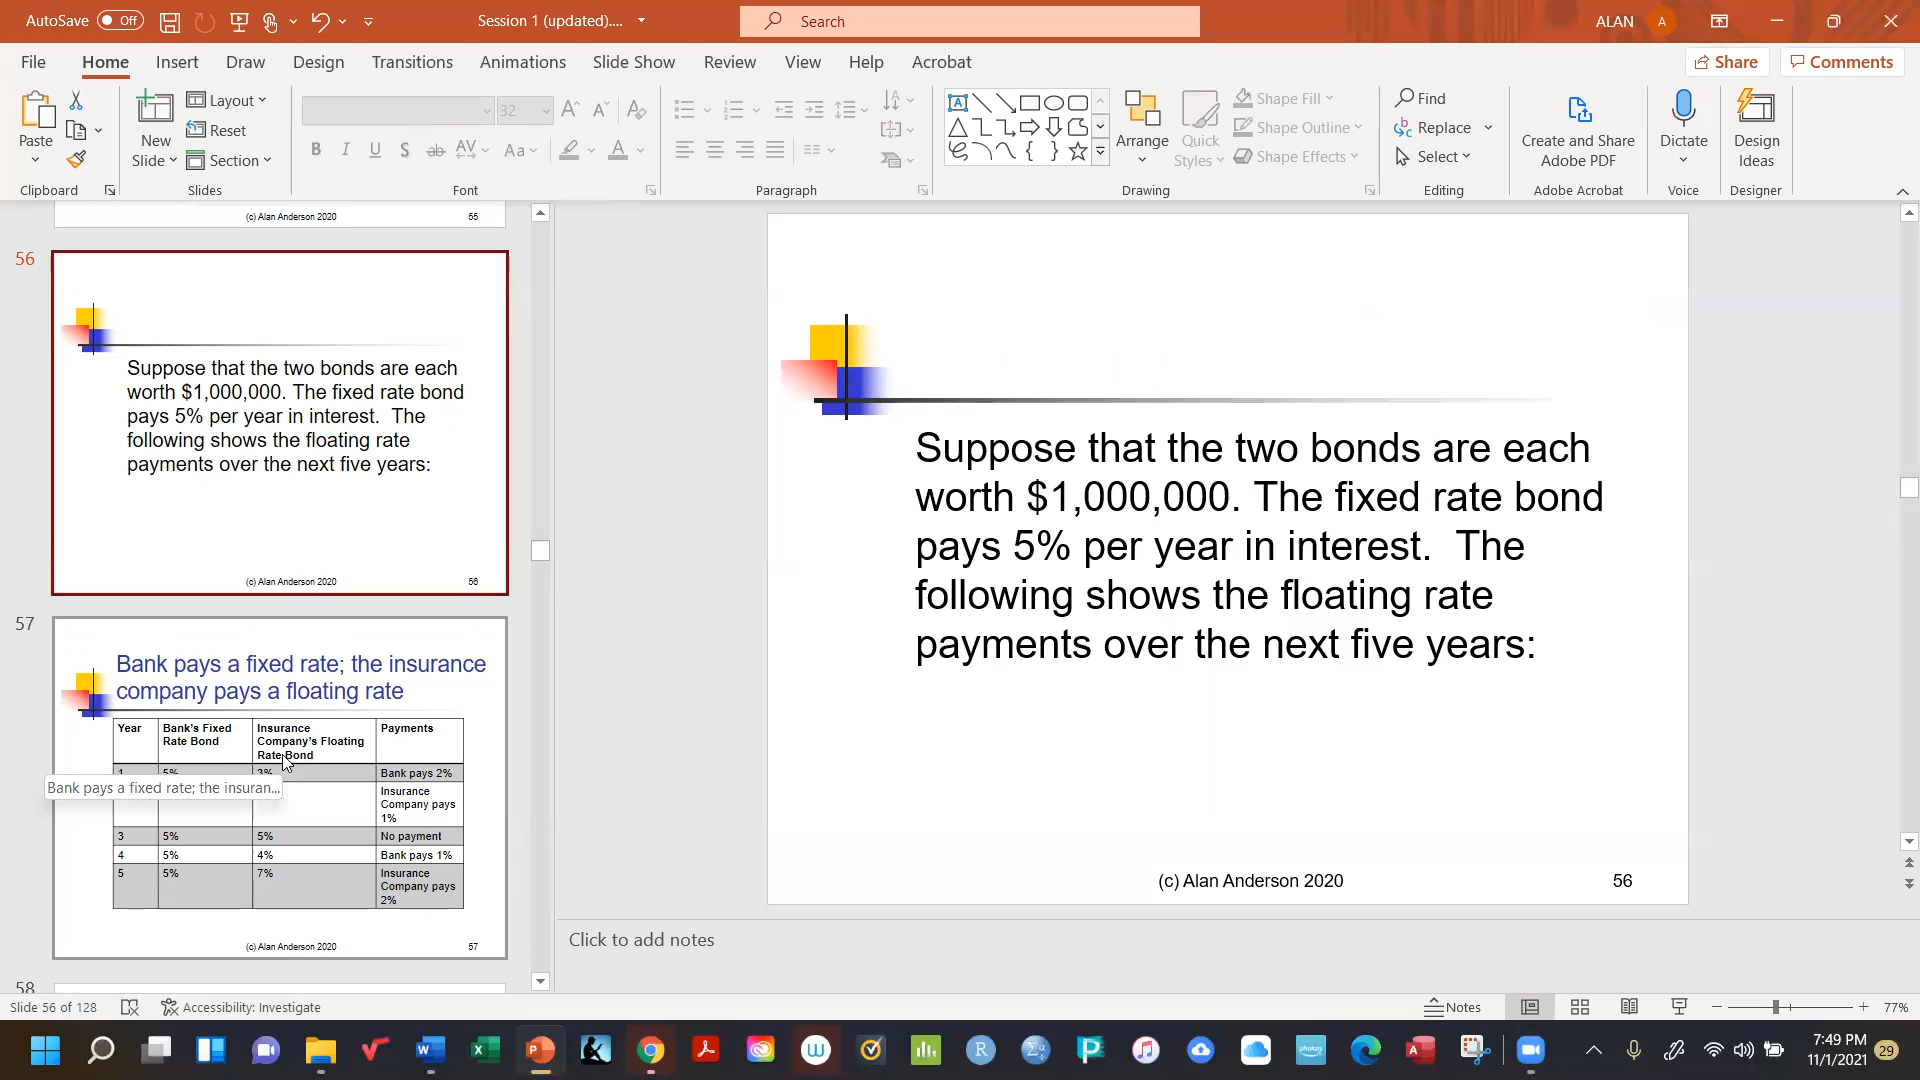 AutoSave Off
Session 1 (updated)....
Search
ALAN A
File Home Insert Draw Design Transitions Animations Slide Show Review View Help Acrobat
Share Comments
Paste
New Slide
Layout
Reset
Section
32
B I U S ab AV Aa A
Shape Fill
Shape Outline
Shape Effects
Arrange
Quick Styles
Find
Replace
Select
Create and Share
Adobe PDF
Dictate
Design
Ideas
Clipboard Slides Font Paragraph Drawing Editing Adobe Acrobat Voice Designer
(c) Alan Anderson 2020 55
56
Suppose that the two bonds are each
worth $1,000,000. The fixed rate bond
pays 5% per year in interest. The
following shows the floating rate
payments over the next five years:
(c) Alan Anderson 2020 56
57
Bank pays a fixed rate; the insurance
company pays a floating rate
Year Bank's Fixed Rate Bond Insurance Company's Floating Rate Bond Payments
1 5% 3% Bank pays 2%
Bank pays a fixed rate; the insuran...
Insurance
Company pays
1%
3 5% 5% No payment
4 5% 4% Bank pays 1%
5 5% 7% Insurance
Company pays
2%
(c) Alan Anderson 2020 57
58
Suppose that the two bonds are each
worth $1,000,000. The fixed rate bond
pays 5% per year in interest. The
following shows the floating rate
payments over the next five years:
(c) Alan Anderson 2020 56
Click to add notes
Slide 56 of 128 Accessibility: Investigate Notes 77%
7:49 PM
11/1/2021 29